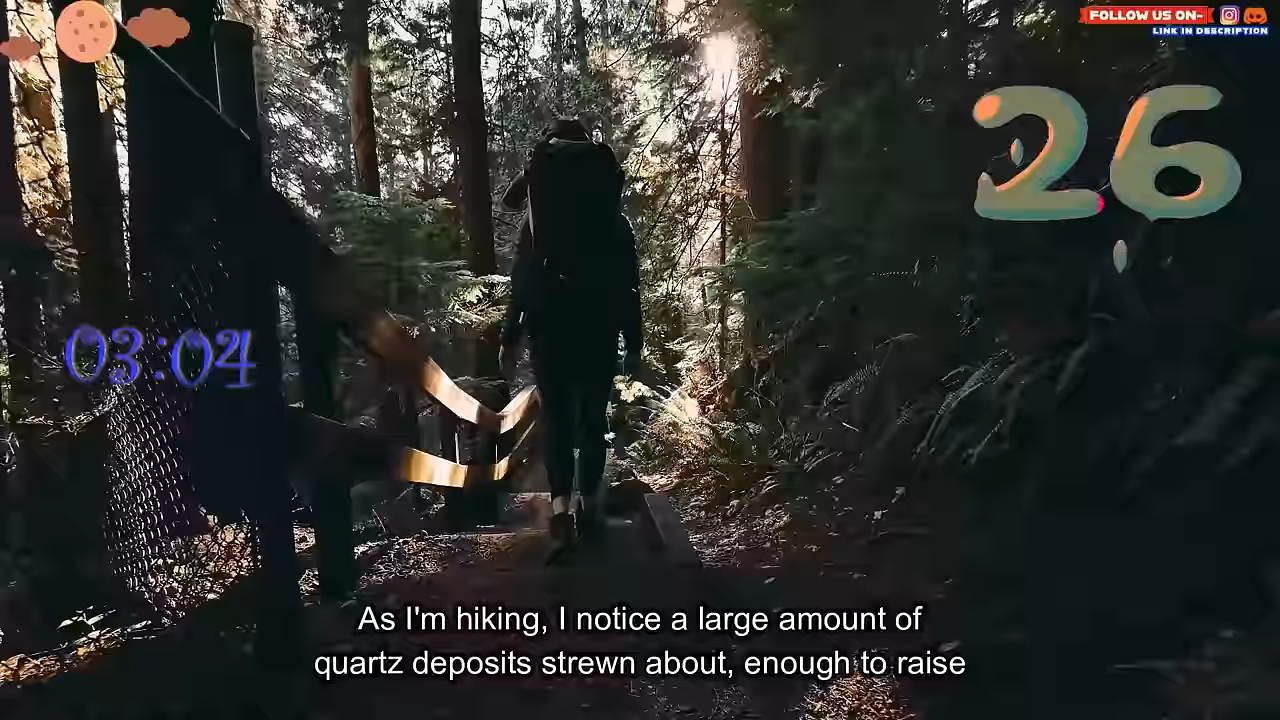 FOLLOW US ON-
LINK IN DESCRIPTION
26
03:04
As I'm hiking, I notice a large amount of
quartz deposits strewn about, enough to raise